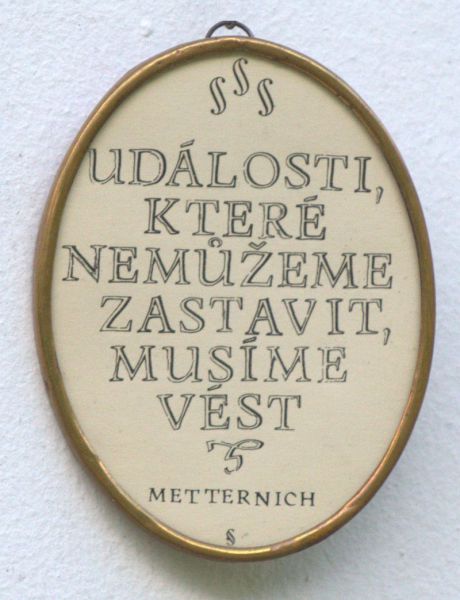 §§§
UDÁLOSTI,
KTERÉ
NEMŮŽEME
ZASTAVIT,
MUSÍME
VÉST
METTERNICH
§